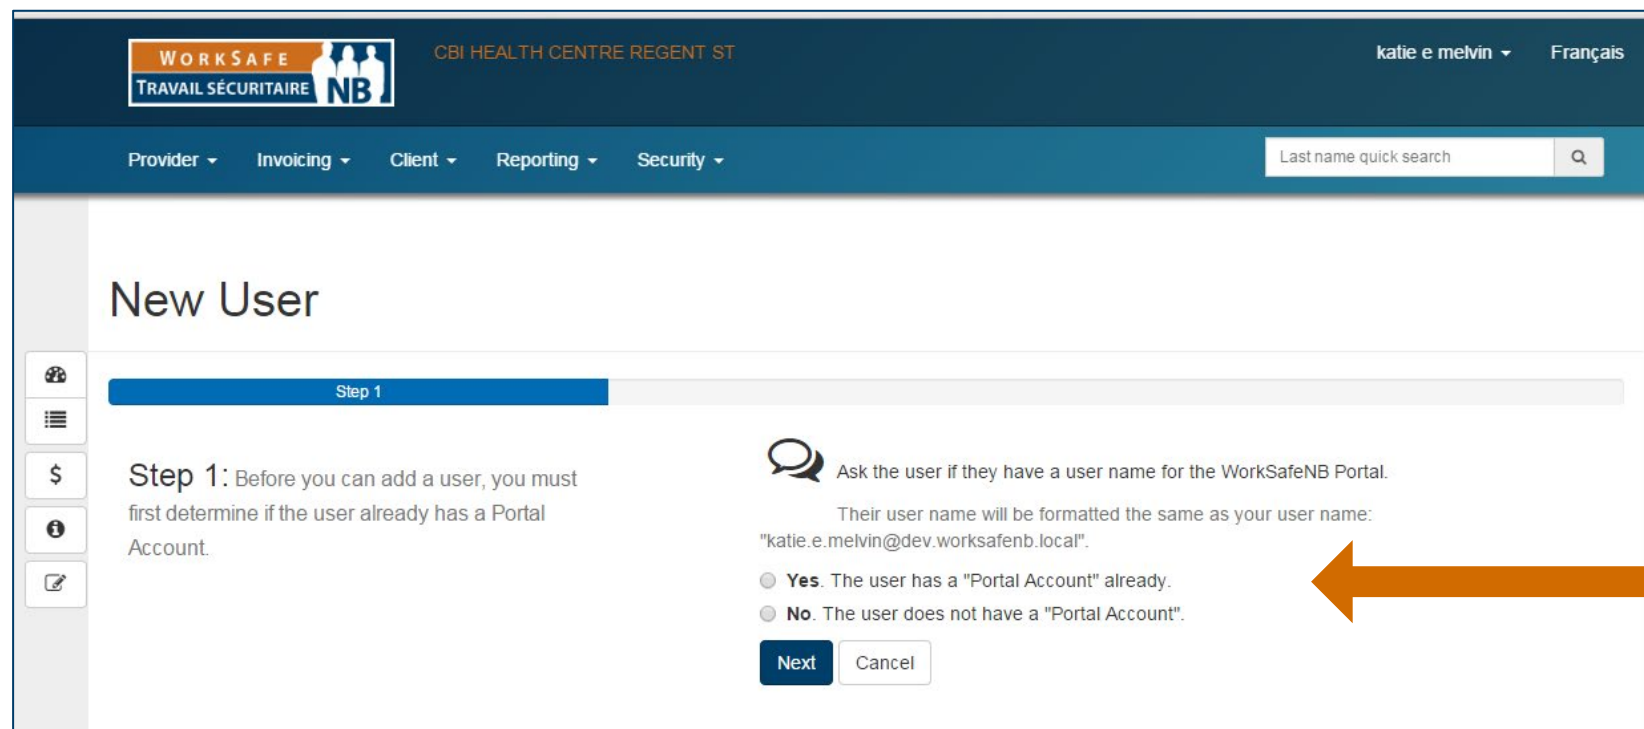 WORKSAFE
TRAVAIL SÉCURITAIRE NB
CBI HEALTH CENTRE REGENT ST
katie e melvin
Français
Provider
Invoicing
Client
Reporting
Security
Last name quick search
New User
Step 1
Step 1: Before you can add a user, you must
first determine if the user already has a Portal
Account.
Ask the user if they have a user name for the WorkSafeNB Portal.
Their user name will be formatted the same as your user name:
"katie.e.melvin@dev.worksafenb.local".
Yes. The user has a "Portal Account" already.
No. The user does not have a "Portal Account".
Next
Cancel